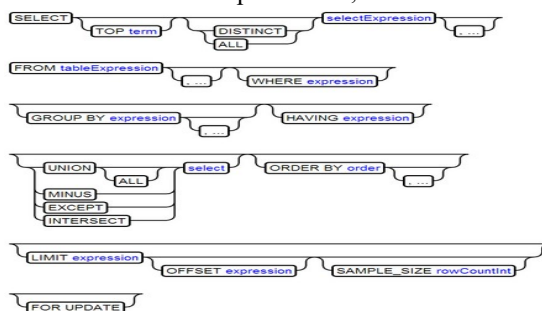 SELECT TOP term DISTINCT selectExpression , ...
ALL
FROM tableExpression , ... WHERE expression
GROUP BY expression , ... HAVING expression
UNION ALL select ORDER BY order , ...
MINUS
EXCEPT
INTERSECT
LIMIT expression OFFSET expression SAMPLE_SIZE rowCountInt
FOR UPDATE